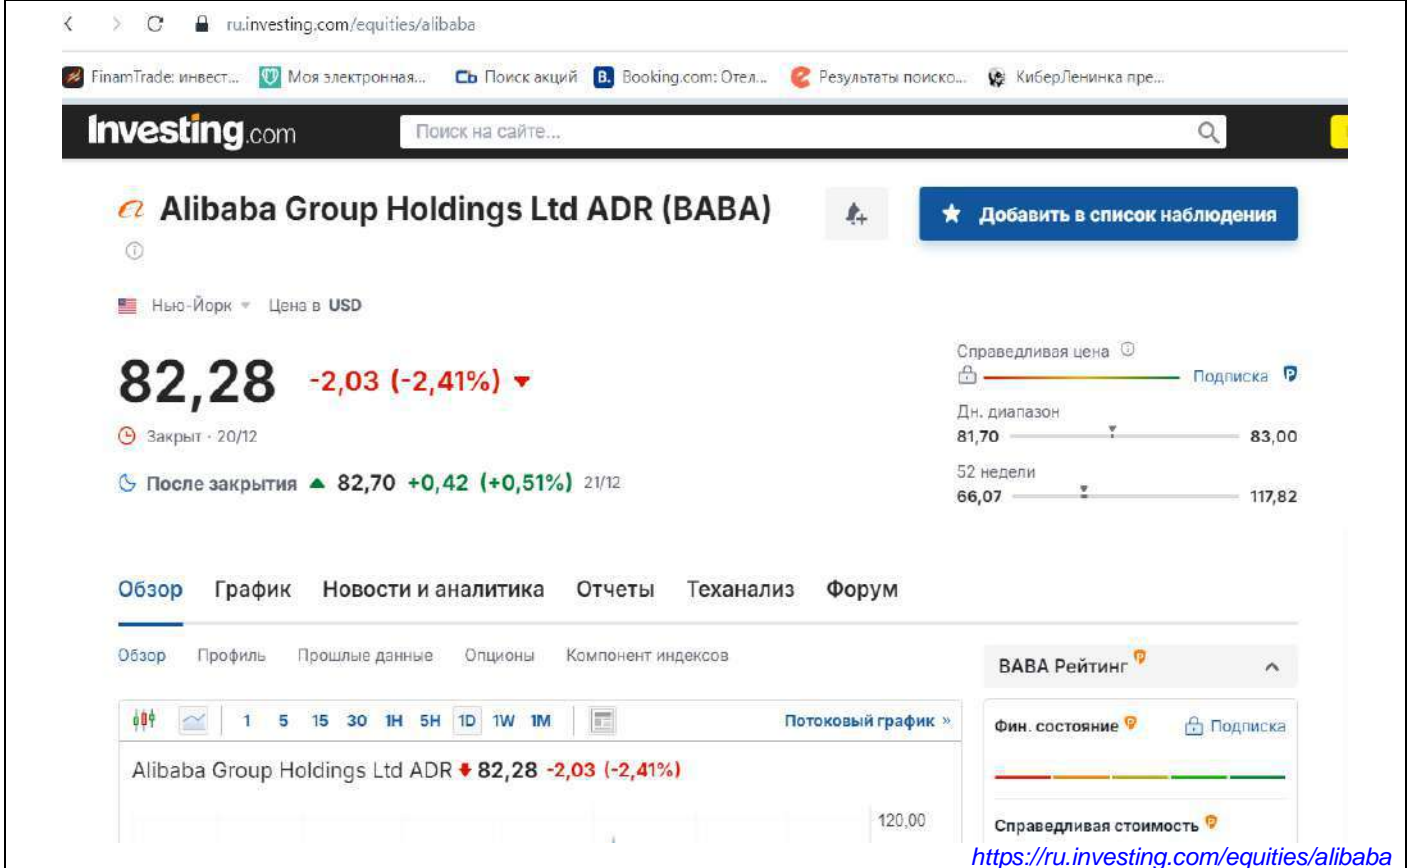 ru.investing.com/equities/alibaba
FinamTrade: инвест... Моя электронная... Cb Поиск акций B. Booking.com: Отел... Результаты поиско... КиберЛенинка пре...
Investing.com Поиск на сайте...
Alibaba Group Holdings Ltd ADR (BABA) Добавить в список наблюдения
Нью-Йорк Цена в USD
82,28 -2,03 (-2,41%)
Закрыт · 20/12
После закрытия 82,70 +0,42 (+0,51%) 21/12
Справедливая цена
Подписка
Дн. диапазон
81,70 83,00
52 недели
66,07 117,82
Обзор График Новости и аналитика Отчеты Теханализ Форум
Обзор Профиль Прошлые данные Опционы Компонент индексов
1 5 15 30 1H 5H 1D 1W 1M Потоковый график »
Alibaba Group Holdings Ltd ADR 82,28 -2,03 (-2,41%)
120,00
BABA Рейтинг
Фин. состояние Подписка
Справедливая стоимость
https://ru.investing.com/equities/alibaba